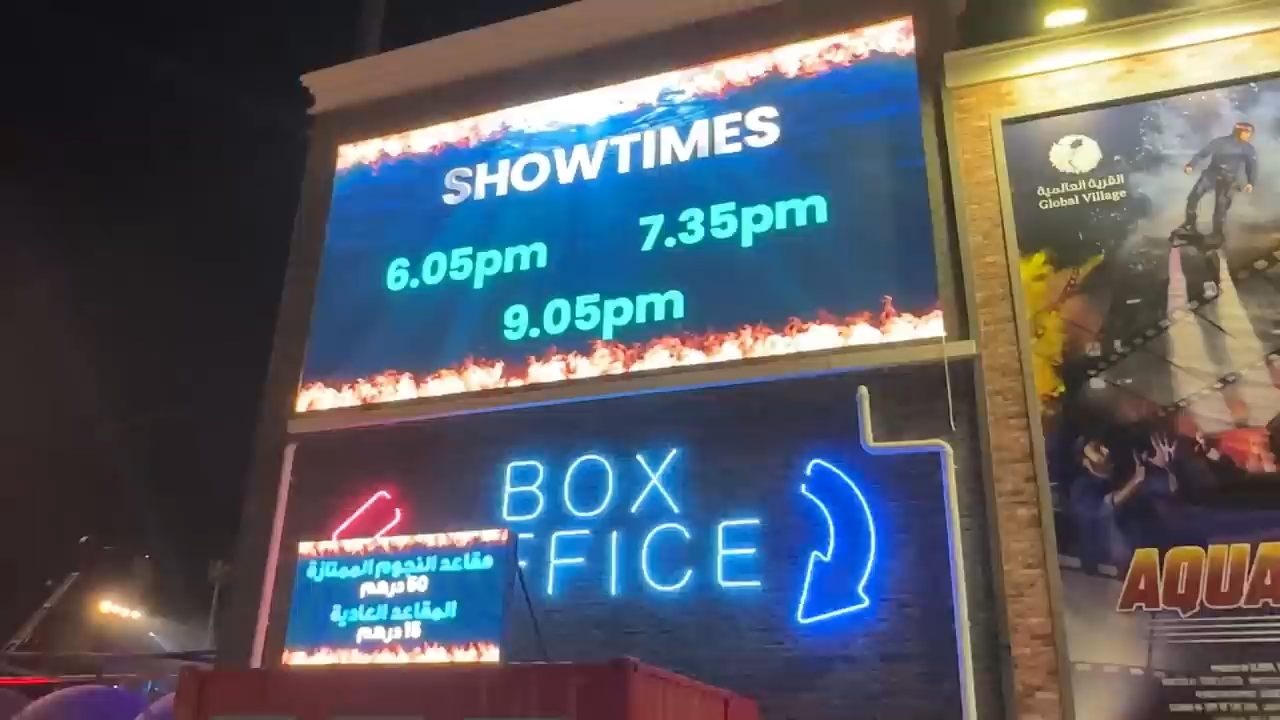 SHOWTIMES
6.05pm 7.35pm
9.05pm
BOX
FFICE
مقاعد النجوم الممتازة
50 درهم
المقاعد العادية
15 درهم
القرية العالمية
Global Village
AQUA